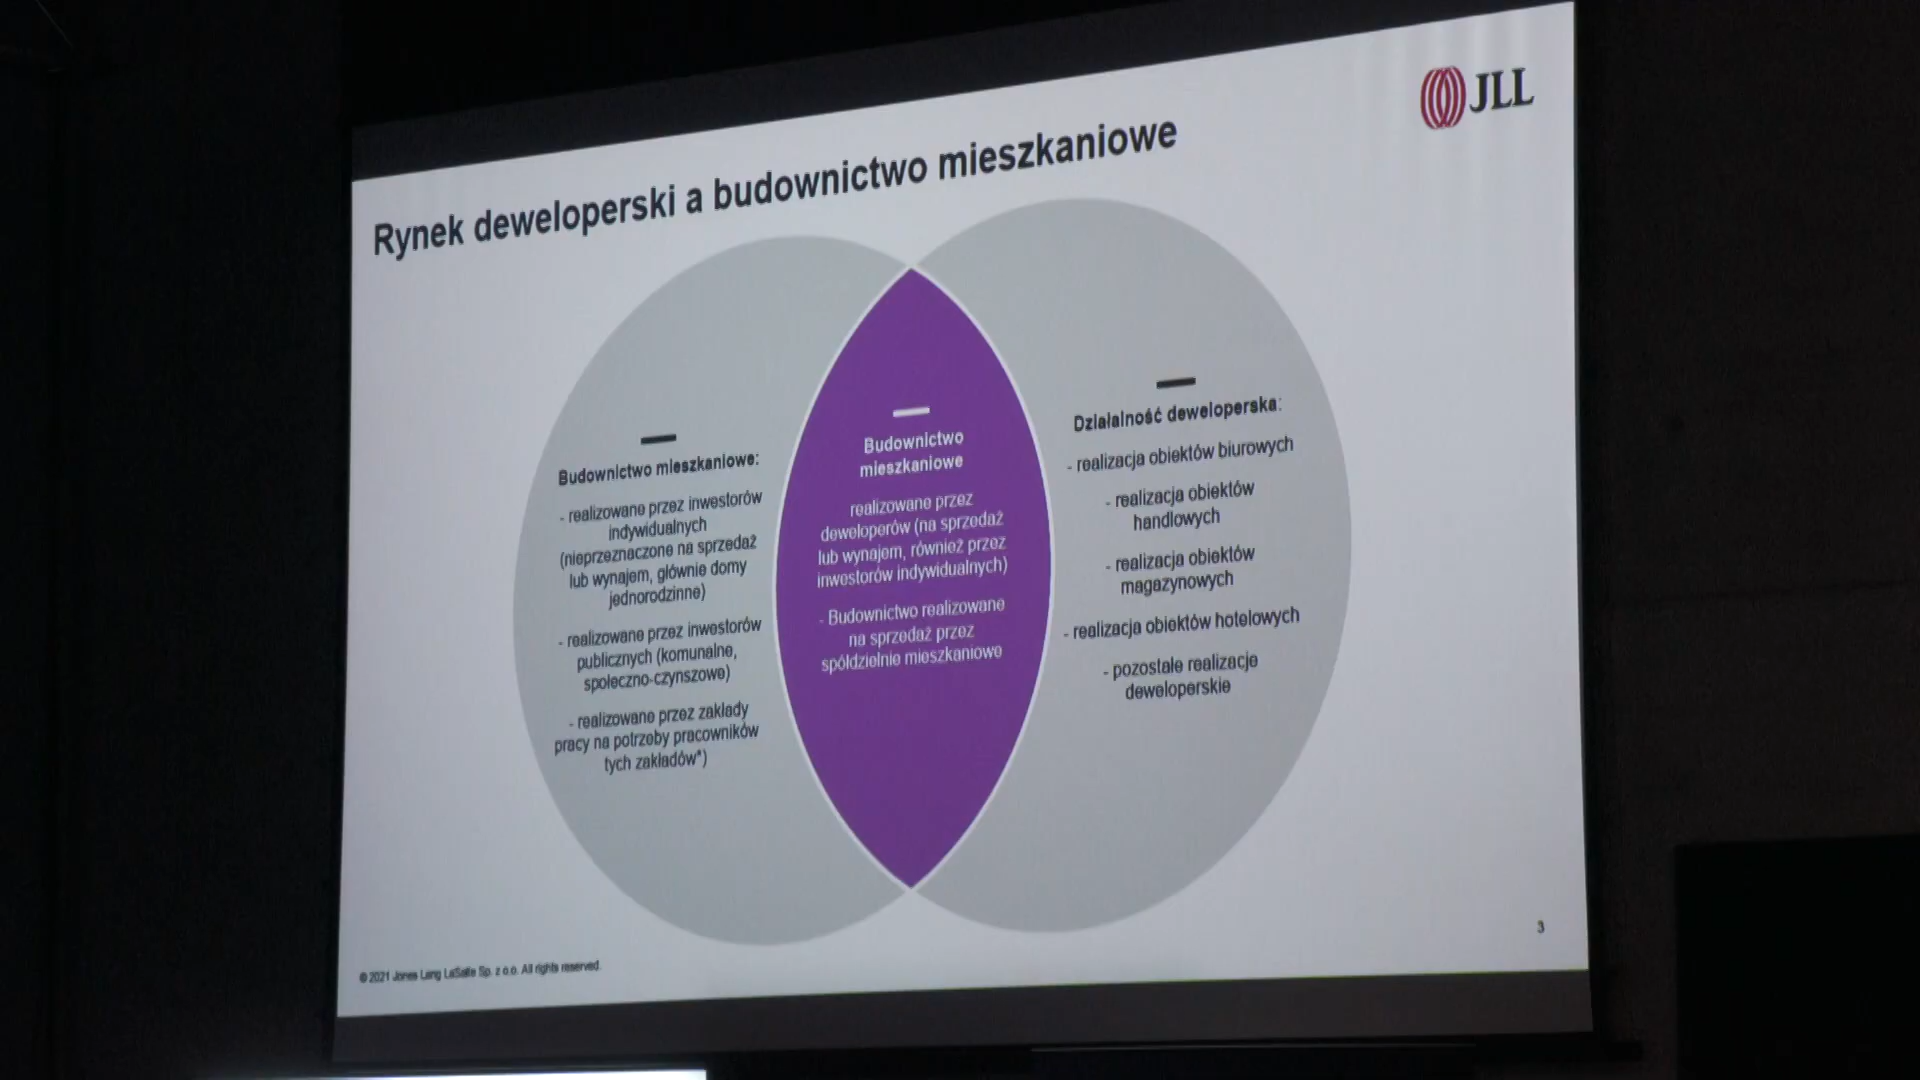 JLL
Rynek deweloperski a budownictwo mieszkaniowe
Budownictwo mieszkaniowe:
- realizowane przez inwestorów
indywidualnych
(nieprzeznaczone na sprzedaż
lub wynajem, głównie domy
jednorodzinne)
- realizowane przez inwestorów
publicznych (komunalne,
społeczno-czynszowe)
- realizowane przez zakłady
pracy na potrzeby pracowników
tych zakładów*)
Budownictwo
mieszkaniowe
realizowane przez
deweloperów (na sprzedaż
lub wynajem, również przez
inwestorów indywidualnych)
- Budownictwo realizowane
na sprzedaż przez
spółdzielnie mieszkaniowe
Działalność deweloperska:
- realizacja obiektów biurowych
- realizacja obiektów
handlowych
- realizacja obiektów
magazynowych
- realizacja obiektów hotelowych
- pozostałe realizacje
deweloperskie
© 2021 Jones Lang LaSalle Sp. z o.o. All rights reserved.
3